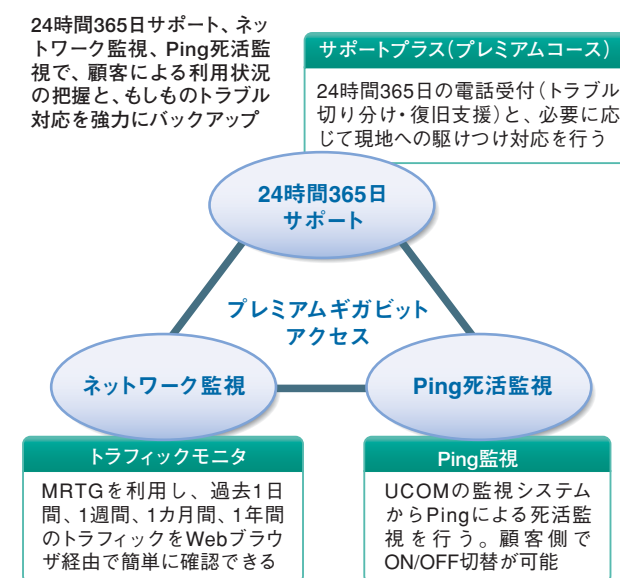 24時間365日サポート、ネッ
トワーク監視、Ping死活監
視で、顧客による利用状況
の把握と、もしものトラブル
対応を強力にバックアップ
サポートプラス(プレミアムコース)
24時間365日の電話受付(トラブル
切り分け・復旧支援)と、必要に応
じて現地への駆けつけ対応を行う
24時間365日
サポート
プレミアムギガビット
アクセス
ネットワーク監視
Ping死活監視
トラフィックモニタ
MRTGを利用し、過去1日
間、1週間、1カ月間、1年間
のトラフィックをWebブラウ
ザ経由で簡単に確認できる
Ping監視
UCOMの監視システム
からPingによる死活監
視を行う。顧客側で
ON/OFF切替が可能